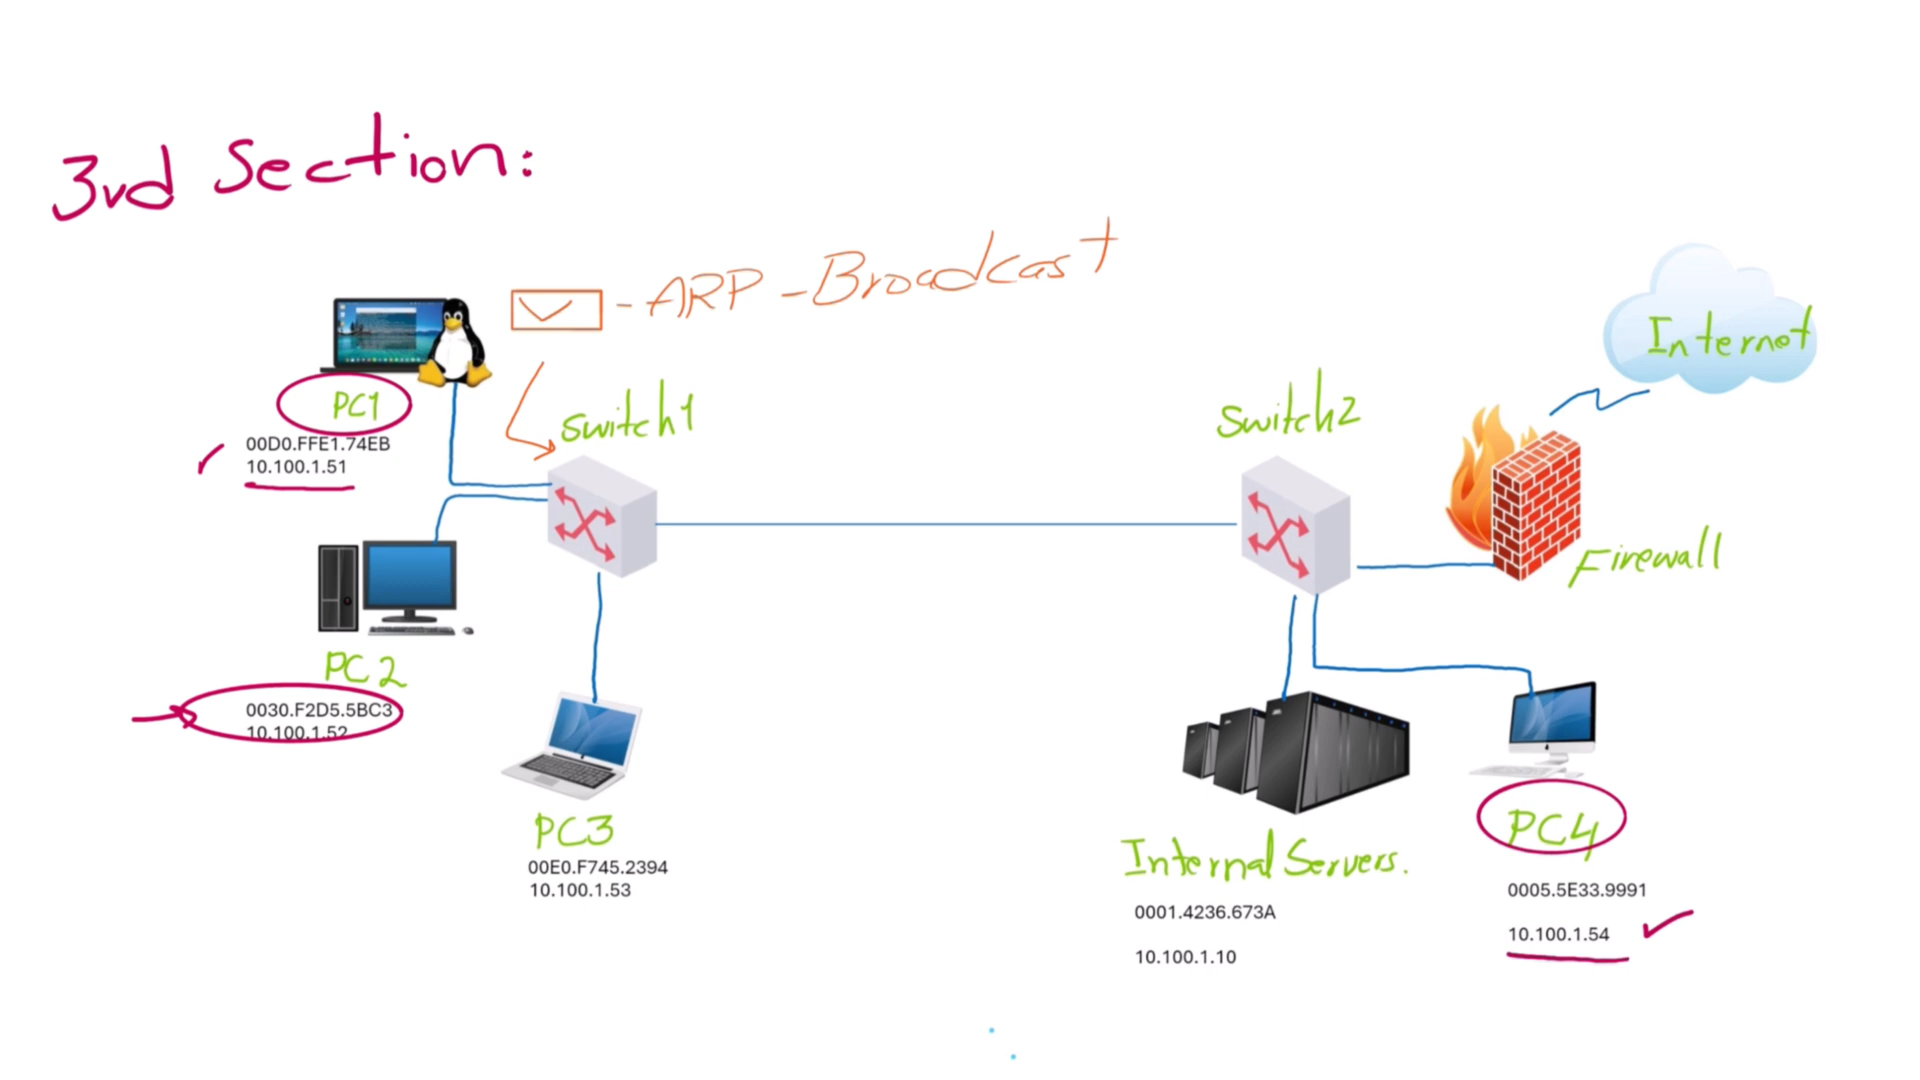 3rd Section:
- ARP - Broadcast
Internet
PC1
00D0.FFE1.74EB
10.100.1.51
switch1
switch2
Firewall
PC2
0030.F2D5.5BC3
10.100.1.52
PC3
00E0.F745.2394
10.100.1.53
Internal Servers.
0001.4236.673A
10.100.1.10
PC4
0005.5E33.9991
10.100.1.54